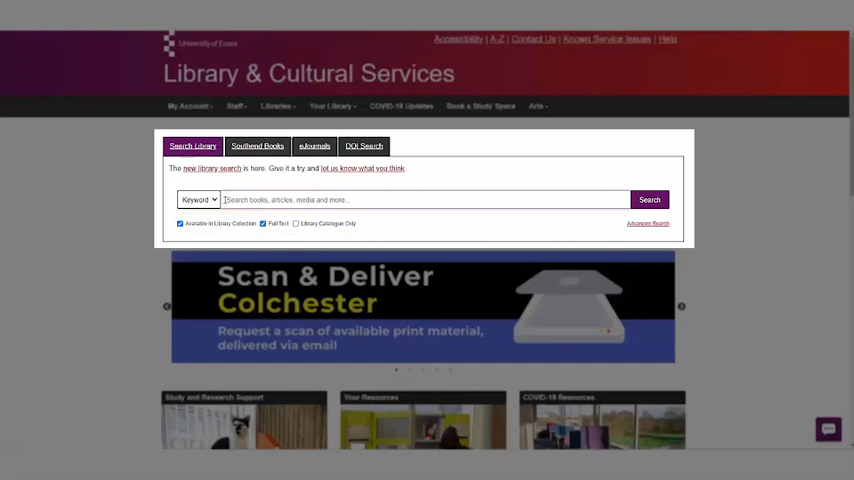 University of Essex
Accessibility | A-Z | Contact Us | Known Service Issues | Help
Library & Cultural Services
My Account Staff Libraries Your Library COVID-19 Updates Book a Study Space Arts
Search Library Southend Books eJournals DOI Search
The new library search is here. Give it a try and let us know what you think.
Keyword Search books, articles, media and more... Search
Available in Library Collection Full Text Library Catalogue Only Advanced Search
Scan & Deliver
Colchester
Request a scan of available print material,
delivered via email
Study and Research Support Your Resources COVID-19 Resources